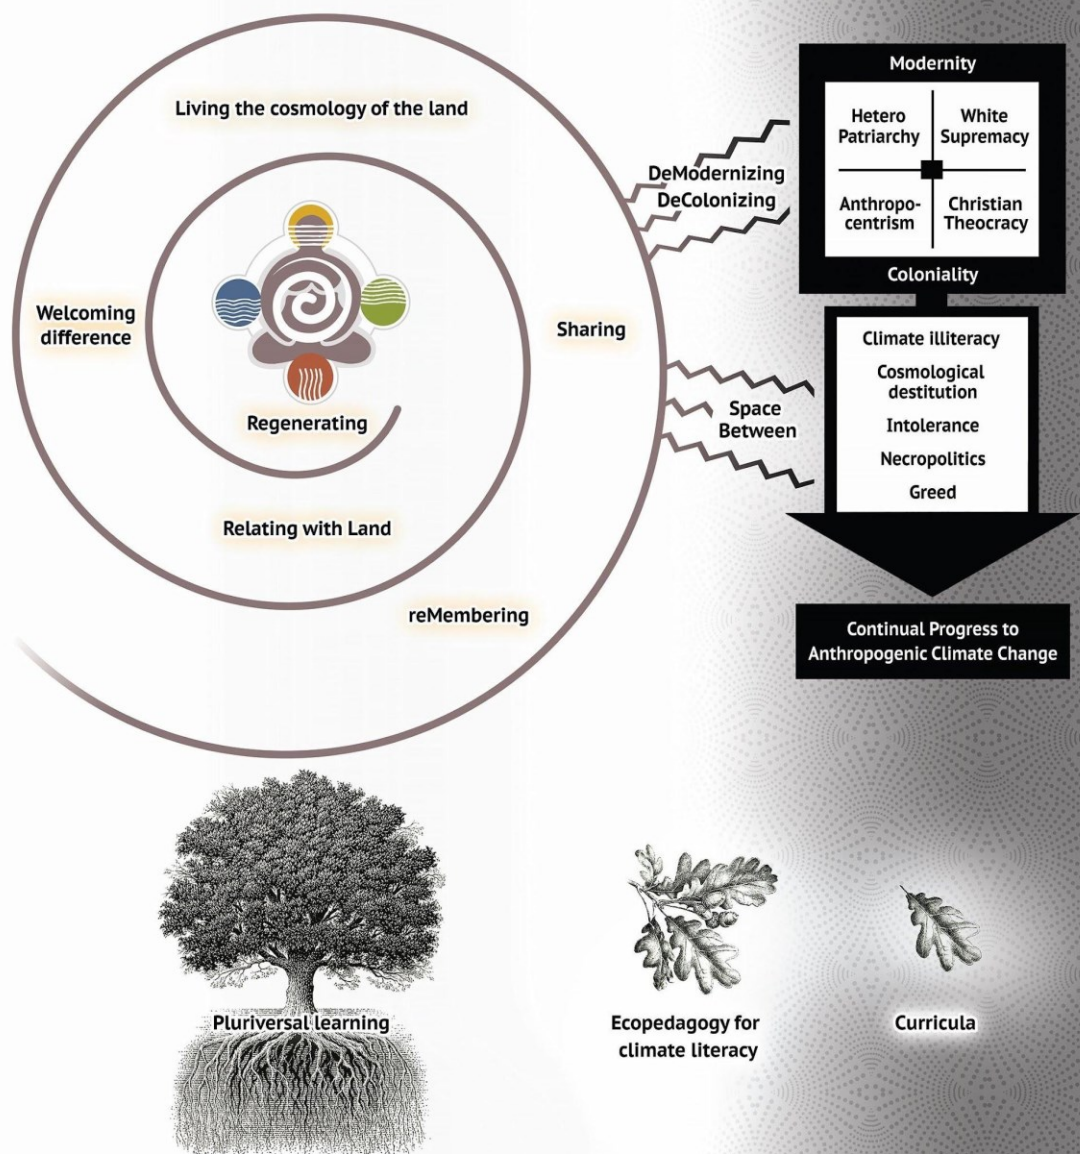 Living the cosmology of the land
Welcoming
difference
Regenerating
Relating with Land
reMembering
Sharing
DeModernizing
DeColonizing
Space
Between
Modernity
Hetero
Patriarchy
White
Supremacy
Anthropo-
centrism
Christian
Theocracy
Coloniality
Climate illiteracy
Cosmological
destitution
Intolerance
Necropolitics
Greed
Continual Progress to
Anthropogenic Climate Change
Pluriversal learning
Ecopedagogy for
climate literacy
Curricula